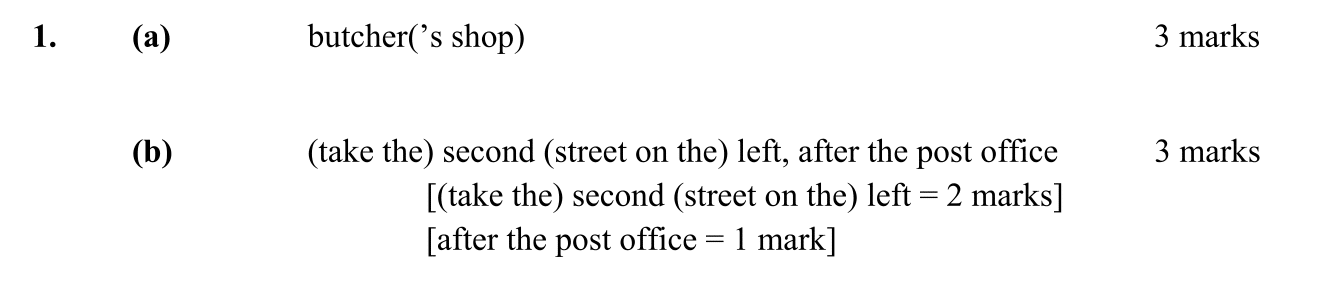 1. (a) butcher(’s shop) 3 marks
(b) (take the) second (street on the) left, after the post office 3 marks
[(take the) second (street on the) left = 2 marks]
[after the post office = 1 mark]